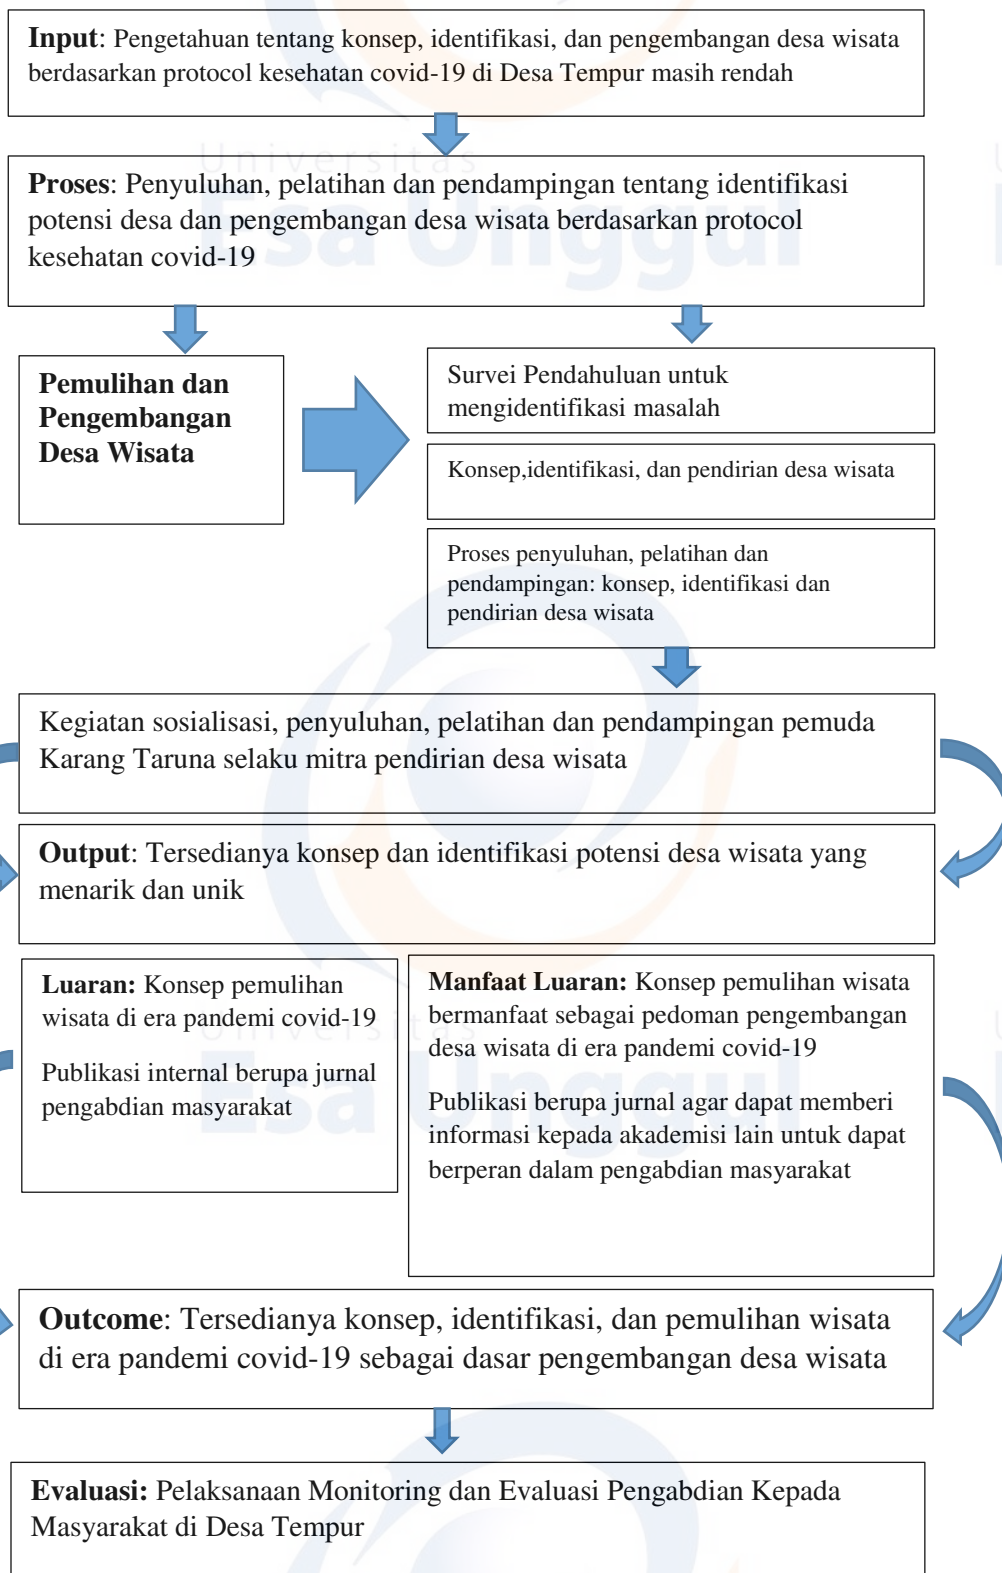 Input: Pengetahuan tentang konsep, identifikasi, dan pengembangan desa wisata
berdasarkan protocol kesehatan covid-19 di Desa Tempur masih rendah
Universitas
Esa Unggul
Proses: Penyuluhan, pelatihan dan pendampingan tentang identifikasi
potensi desa dan pengembangan desa wisata berdasarkan protocol
kesehatan covid-19
Pemulihan dan
Pengembangan
Desa Wisata
Survei Pendahuluan untuk
mengidentifikasi masalah
Konsep,identifikasi, dan pendirian desa wisata
Proses penyuluhan, pelatihan dan
pendampingan: konsep, identifikasi dan
pendirian desa wisata
Kegiatan sosialisasi, penyuluhan, pelatihan dan pendampingan pemuda
Karang Taruna selaku mitra pendirian desa wisata
Output: Tersedianya konsep dan identifikasi potensi desa wisata yang
menarik dan unik
Luaran: Konsep pemulihan
wisata di era pandemi covid-19
Publikasi internal berupa jurnal
pengabdian masyarakat
Manfaat Luaran: Konsep pemulihan wisata
bermanfaat sebagai pedoman pengembangan
desa wisata di era pandemi covid-19
Publikasi berupa jurnal agar dapat memberi
informasi kepada akademisi lain untuk dapat
berperan dalam pengabdian masyarakat
Universitas
Esa Unggul
Outcome: Tersedianya konsep, identifikasi, dan pemulihan wisata
di era pandemi covid-19 sebagai dasar pengembangan desa wisata
Evaluasi: Pelaksanaan Monitoring dan Evaluasi Pengabdian Kepada
Masyarakat di Desa Tempur